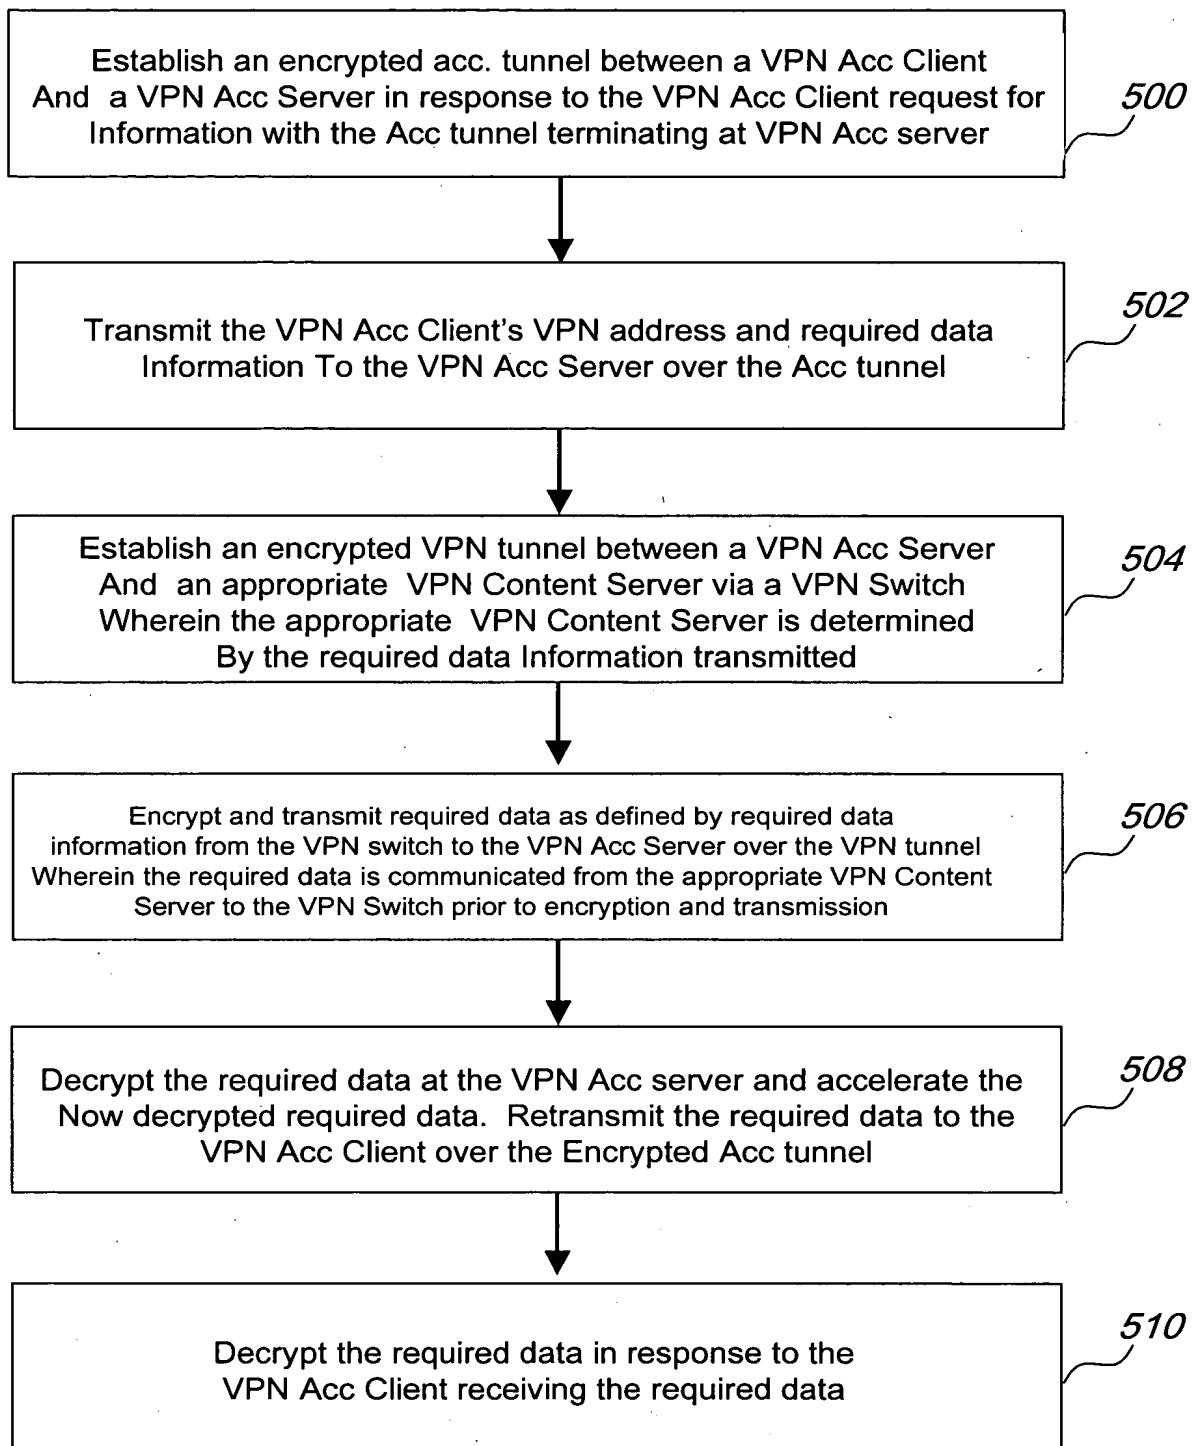 Establish an encrypted acc. tunnel between a VPN Acc Client
And a VPN Acc Server in response to the VPN Acc Client request for
Information with the Acc tunnel terminating at VPN Acc server
500
Transmit the VPN Acc Client's VPN address and required data
Information To the VPN Acc Server over the Acc tunnel
502
Establish an encrypted VPN tunnel between a VPN Acc Server
And an appropriate VPN Content Server via a VPN Switch
Wherein the appropriate VPN Content Server is determined
By the required data Information transmitted
504
Encrypt and transmit required data as defined by required data
information from the VPN switch to the VPN Acc Server over the VPN tunnel
Wherein the required data is communicated from the appropriate VPN Content
Server to the VPN Switch prior to encryption and transmission
506
Decrypt the required data at the VPN Acc server and accelerate the
Now decrypted required data. Retransmit the required data to the
VPN Acc Client over the Encrypted Acc tunnel
508
Decrypt the required data in response to the
VPN Acc Client receiving the required data
510